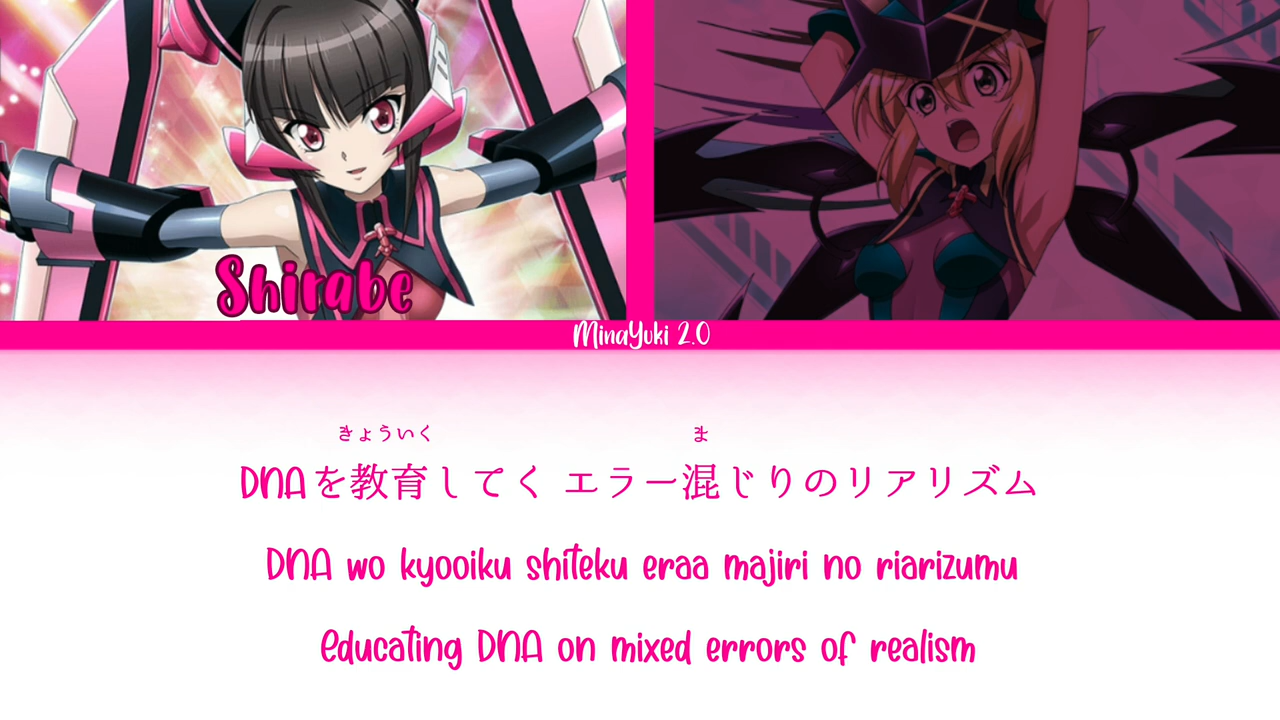 Shirabe
MinaYuki 2.0
きょういく ま
DNAを教育してく エラー混じりのリアリズム
DNA wo kyooiku shiteku eraa majiri no riarizumu
Educating DNA on mixed errors of realism